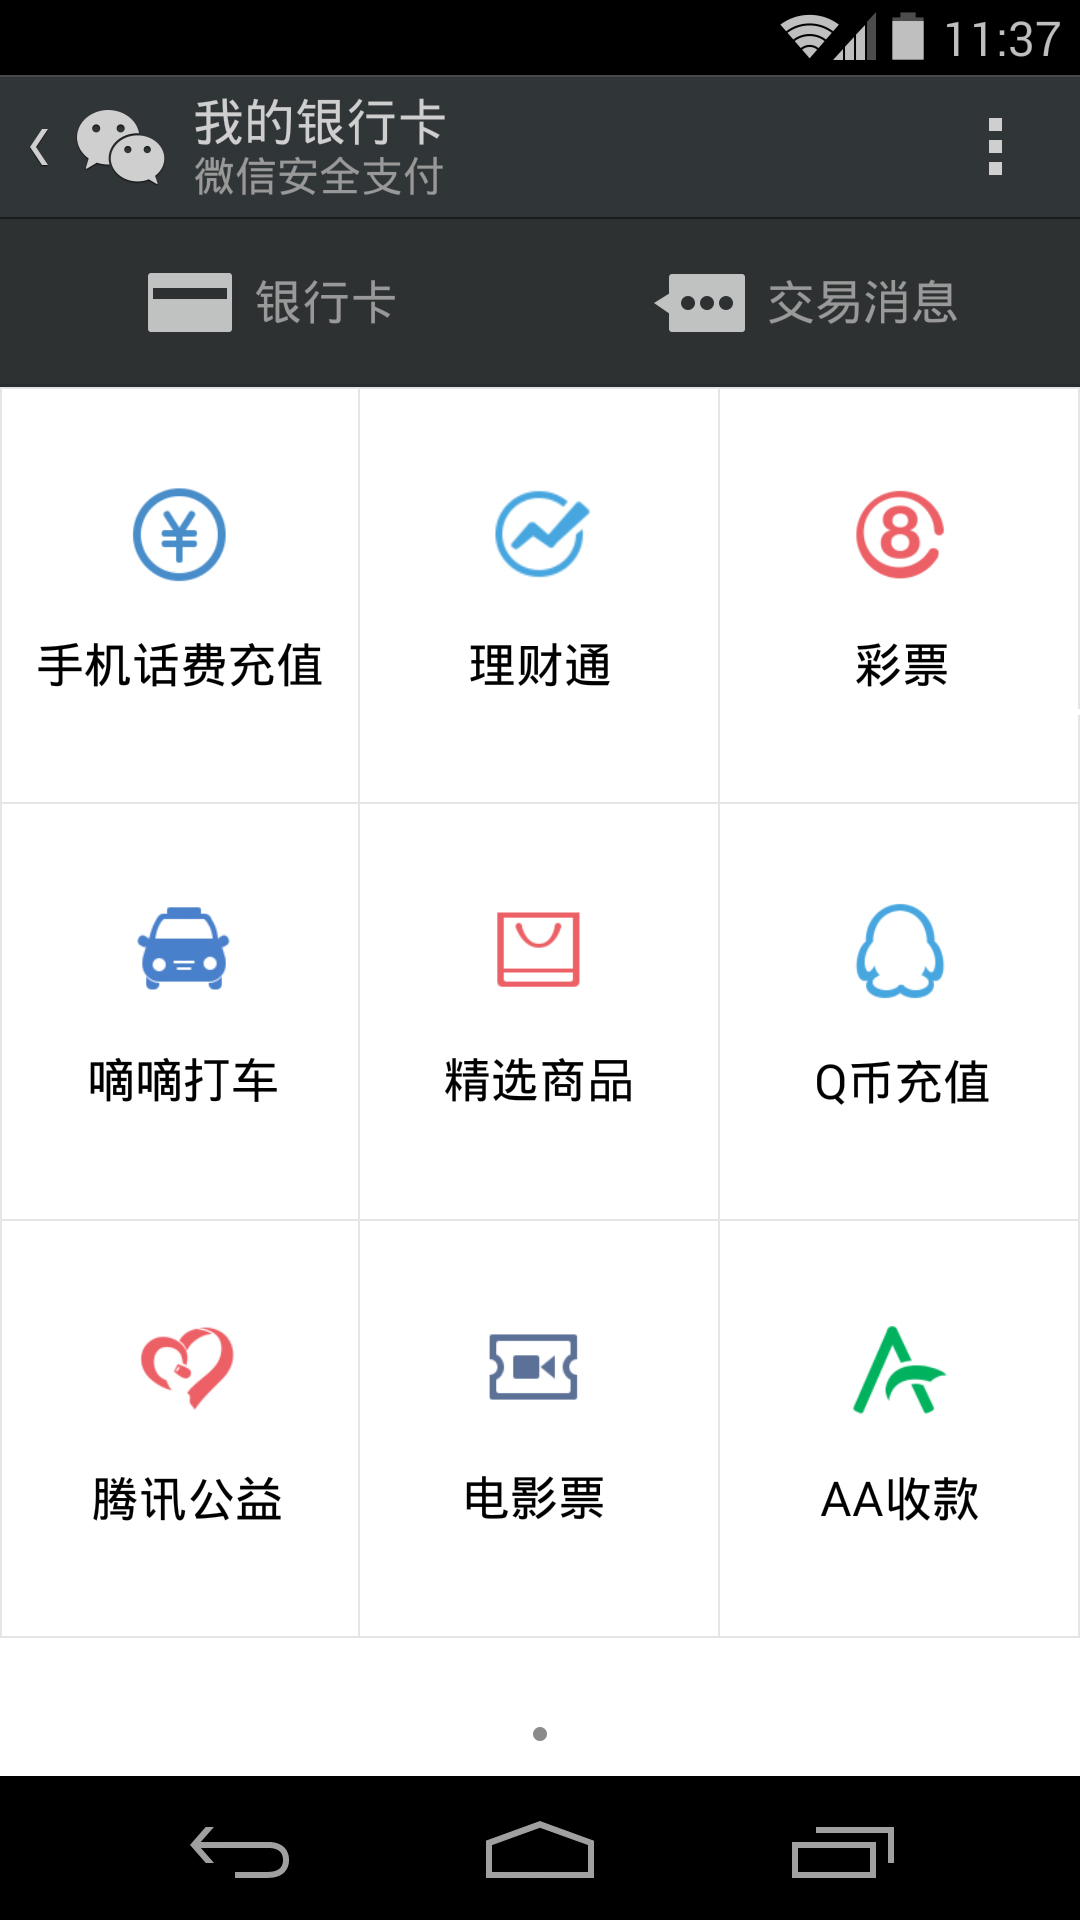 11:37
我的银行卡
微信安全支付
银行卡
交易消息
手机话费充值
理财通
彩票
嘀嘀打车
精选商品
Q币充值
腾讯公益
电影票
AA收款